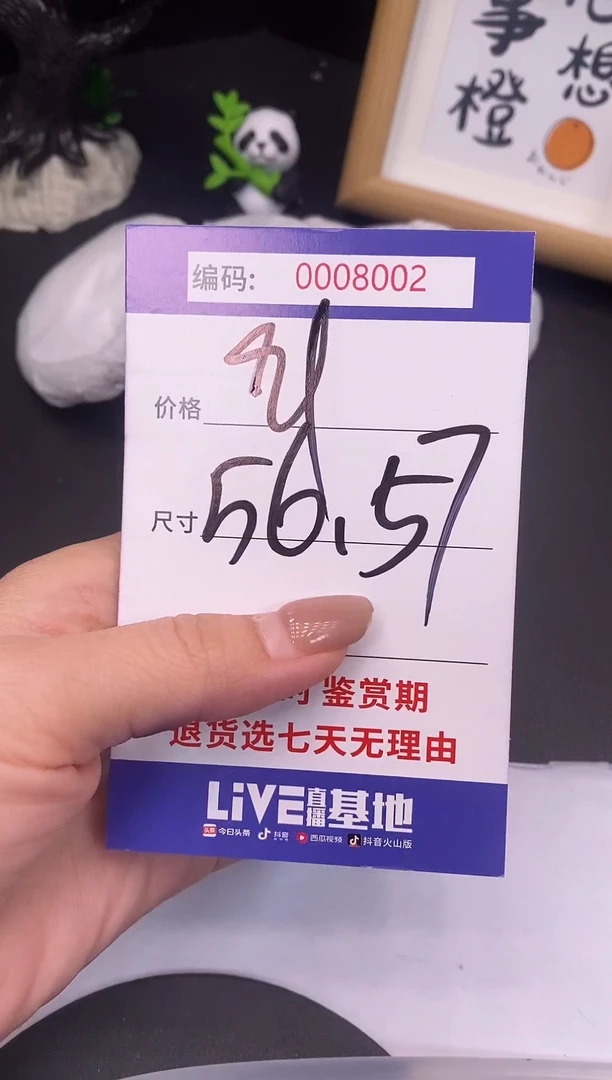 事 心想
橙
编码: 0008002
价格
尺寸 56.57
鉴赏期
退货选七天无理由
LiVE直播基地
今日头条 抖音 西瓜视频 抖音火山版